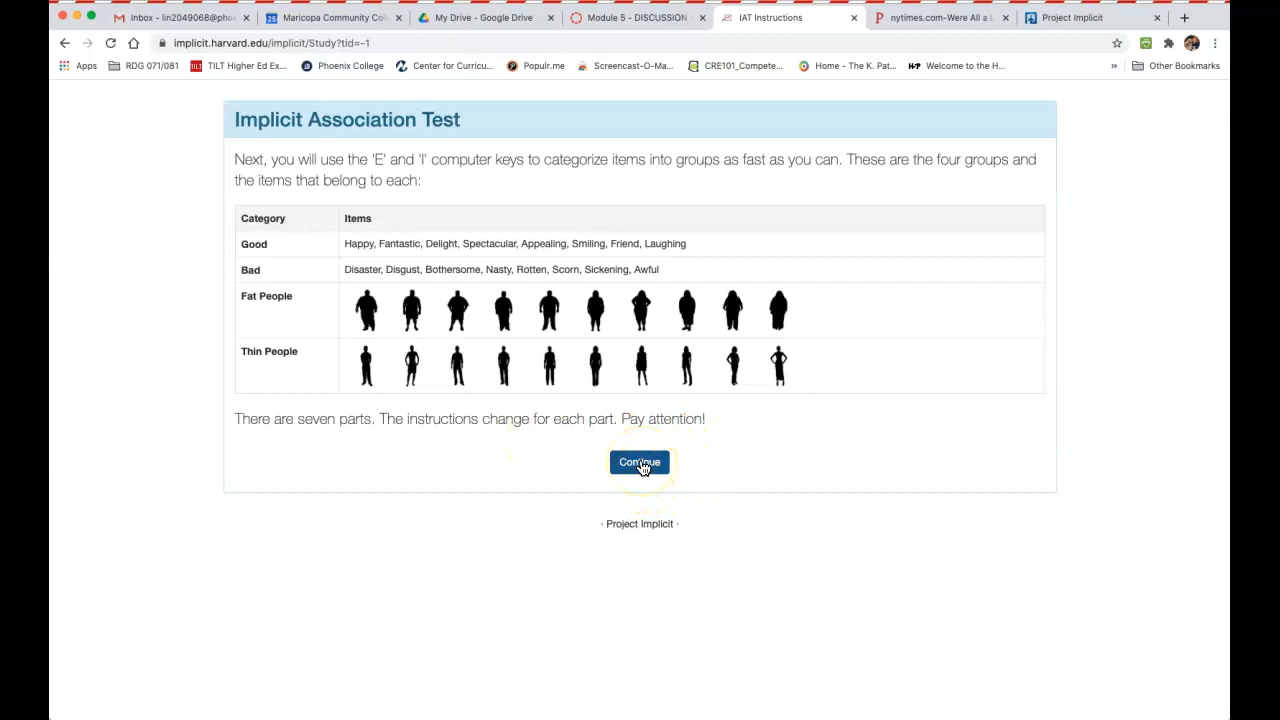 Inbox - lin2049068@pho
Maricopa Community Col
My Drive - Google Drive
Module 5 - DISCUSSION
IAT Instructions
nytimes.com-Were All a
Project Implicit
implicit.harvard.edu/implicit/Study?tid=-1
Apps
RDG 071/081
TILT Higher Ed Ex...
Phoenix College
Center for Curricu...
Populr.me
Screencast-O-Ma...
CRE101_Compete...
Home - The K. Pat...
Welcome to the H...
»
Other Bookmarks
Implicit Association Test
Next, you will use the 'E' and 'I' computer keys to categorize items into groups as fast as you can. These are the four groups and
the items that belong to each:
Category Items
Good Happy, Fantastic, Delight, Spectacular, Appealing, Smiling, Friend, Laughing
Bad Disaster, Disgust, Bothersome, Nasty, Rotten, Scorn, Sickening, Awful
Fat People
Thin People
There are seven parts. The instructions change for each part. Pay attention!
Continue
· Project Implicit ·